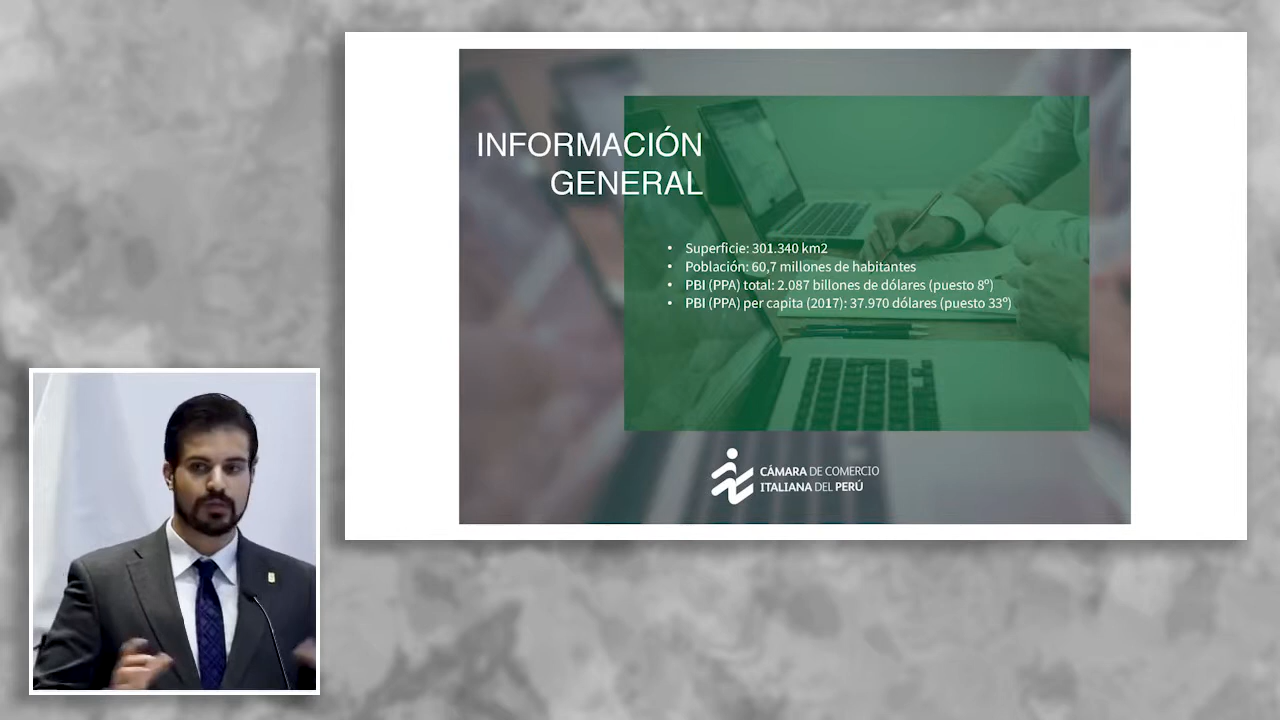 INFORMACIÓN
GENERAL
• Superficie: 301.340 km2
• Población: 60,7 millones de habitantes
• PBI (PPA) total: 2.087 billones de dólares (puesto 8º)
• PBI (PPA) per capita (2017): 37.970 dólares (puesto 33º)
CÁMARA DE COMERCIO
ITALIANA DEL PERÚ